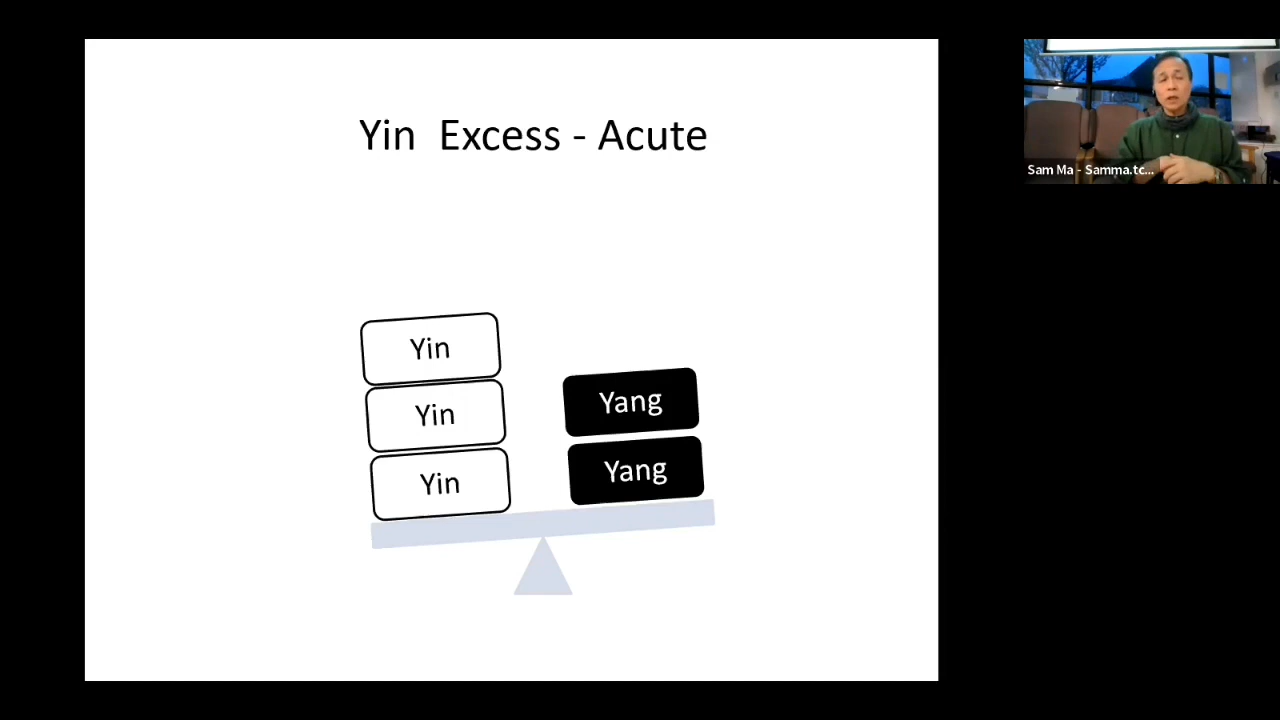 Yin  Excess - Acute
Sam Ma - Samma.tc...
Yin
Yang
Yin
Yang
Yin